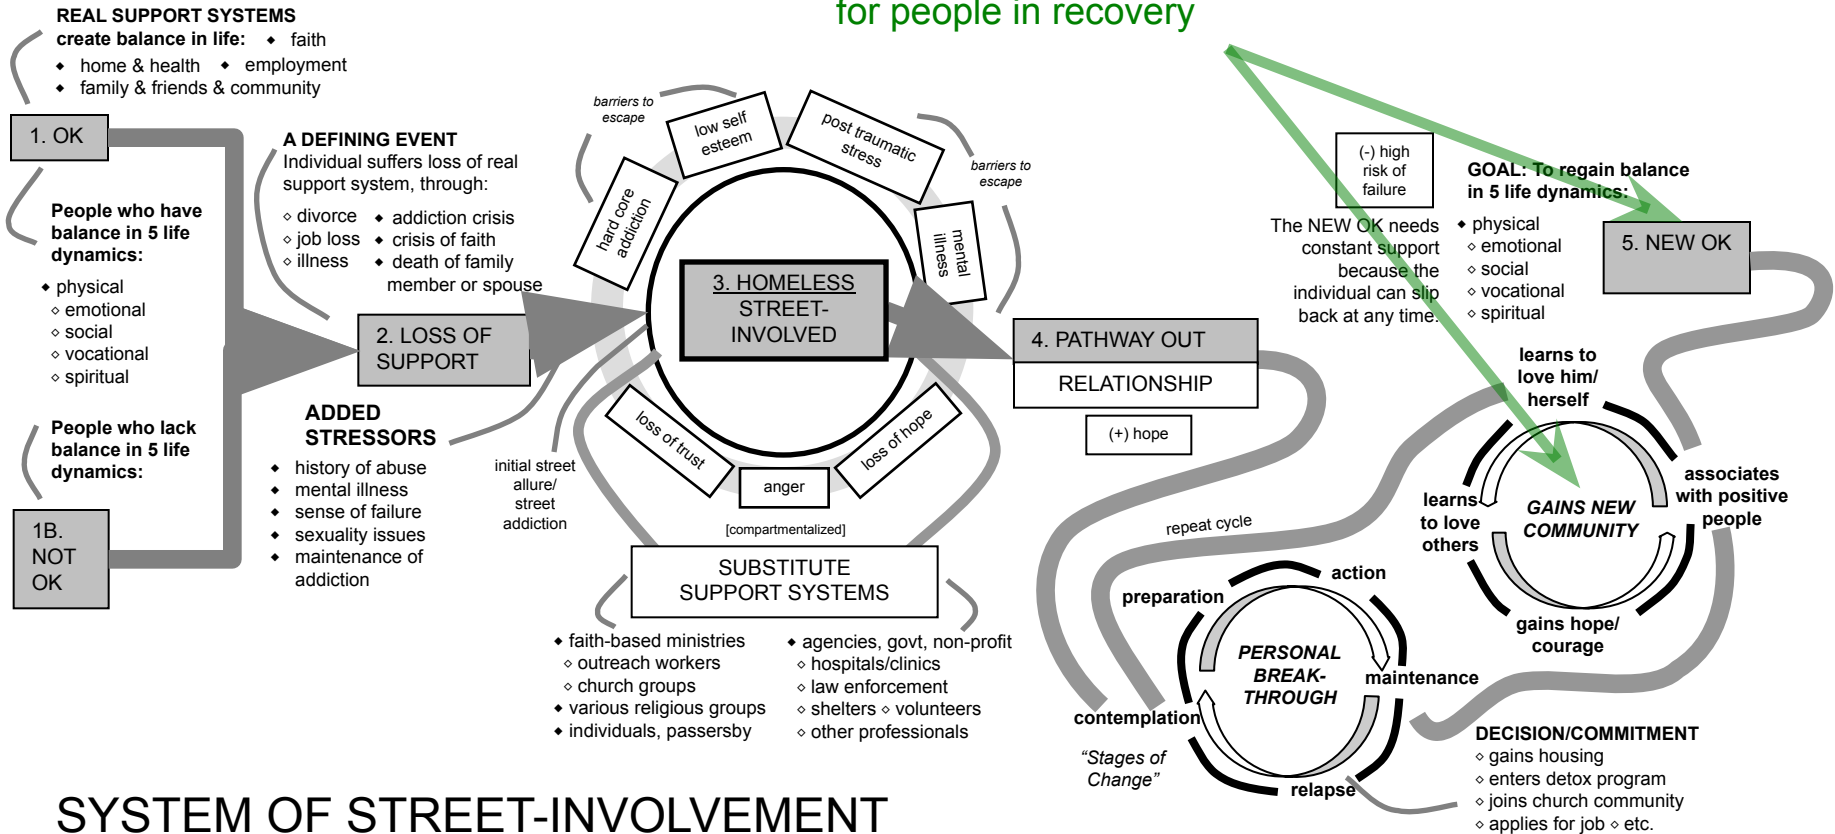 for people in recovery
REAL SUPPORT SYSTEMS
create balance in life: ◆ faith
◆ home & health ◆ employment
◆ family & friends & community
1. OK
People who have
balance in 5 life
dynamics:
◆ physical
◇ emotional
◇ social
◇ vocational
◇ spiritual
People who lack
balance in 5 life
dynamics:
1B.
NOT
OK
A DEFINING EVENT
Individual suffers loss of real
support system, through:
◇ divorce ◆ addiction crisis
◇ job loss ◆ crisis of faith
◇ illness ◆ death of family
member or spouse
2. LOSS OF
SUPPORT
ADDED
STRESSORS
◆ history of abuse
◆ mental illness
◆ sense of failure
◆ sexuality issues
◆ maintenance of
addiction
initial street
allure/
street
addiction
barriers to
escape
hard core
addiction
low self
esteem
post traumatic
stress
mental
illness
barriers to
escape
3. HOMELESS
STREET-
INVOLVED
loss of trust
anger
loss of hope
[compartmentalized]
SUBSTITUTE
SUPPORT SYSTEMS
◆ faith-based ministries
◇ outreach workers
◇ church groups
◆ various religious groups
◆ individuals, passersby
◆ agencies, govt, non-profit
◇ hospitals/clinics
◇ law enforcement
◇ shelters ◇ volunteers
◇ other professionals
4. PATHWAY OUT
RELATIONSHIP
(+) hope
(-) high
risk of
failure
The NEW OK needs
constant support
because the
individual can slip
back at any time.
GOAL: To regain balance
in 5 life dynamics:
◆ physical
◇ emotional
◇ social
◇ vocational
◇ spiritual
5. NEW OK
learns to
love him/
herself
associates
with positive
people
learns
to love
others
GAINS NEW
COMMUNITY
gains hope/
courage
repeat cycle
action
preparation
PERSONAL
BREAK-
THROUGH
maintenance
contemplation
"Stages of
Change"
relapse
DECISION/COMMITMENT
◇ gains housing
◇ enters detox program
◇ joins church community
◇ applies for job ◇ etc.
SYSTEM OF STREET-INVOLVEMENT